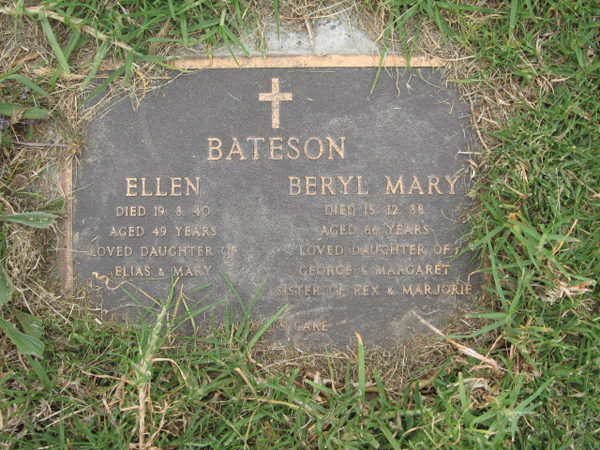 BATESON
ELLEN
DIED 19. 8. 40
AGED 49 YEARS
LOVED DAUGHTER OF
ELIAS & MARY
BERYL MARY
DIED 15. 12. 88
AGED 86 YEARS
LOVED DAUGHTER OF
GEORGE & MARGARET
SISTER OF REX & MARJORIE
CARE